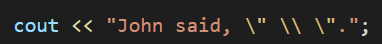 cout << "John said, \" \\ \".";